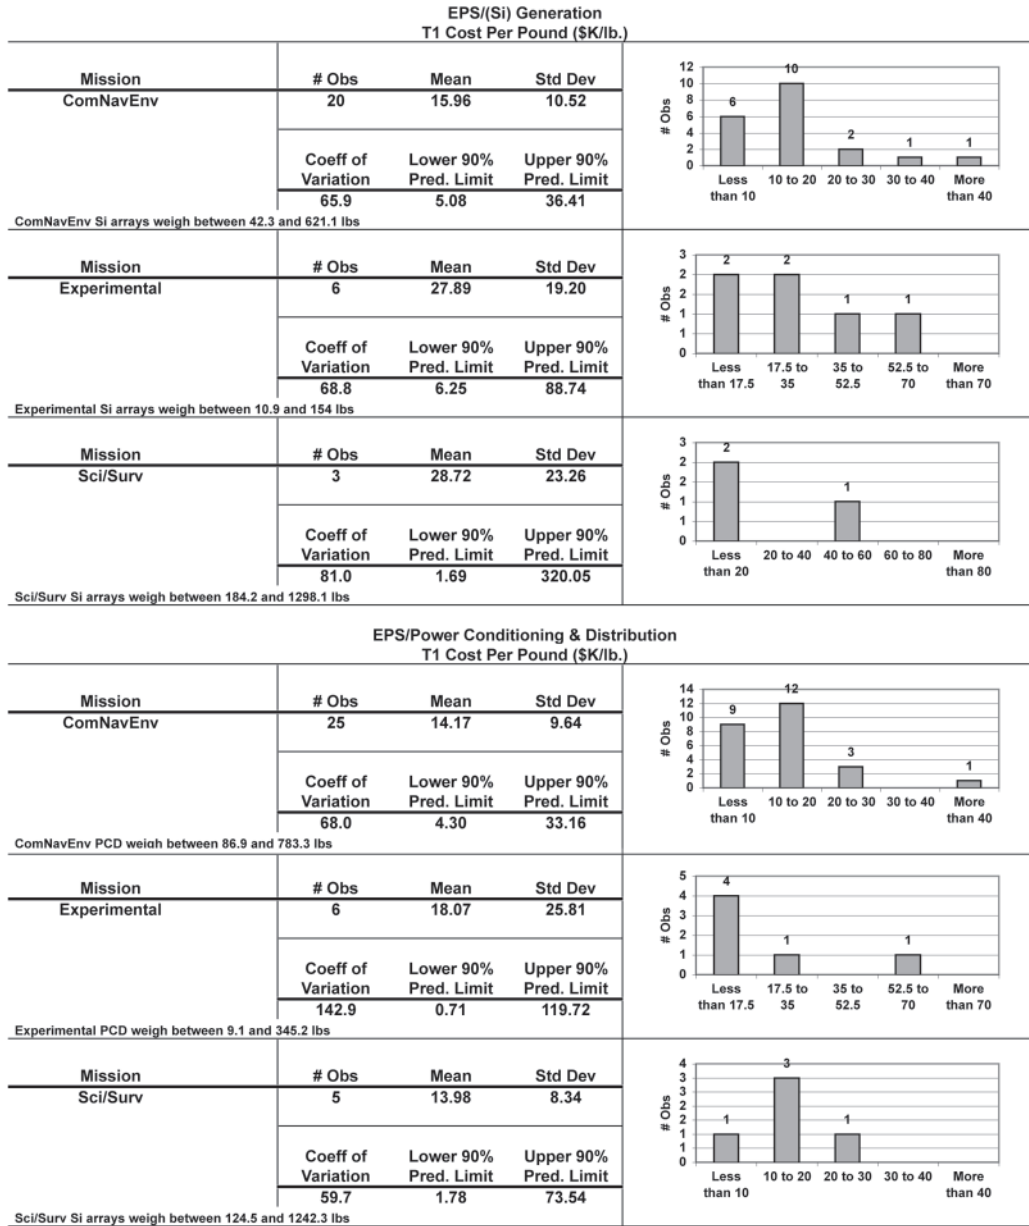 EPS/(Si) Generation
T1 Cost Per Pound ($K/lb.)
Mission # Obs Mean Std Dev
ComNavEnv 20 15.96 10.52
Coeff of Lower 90% Upper 90%
Variation Pred. Limit Pred. Limit
65.9 5.08 36.41
ComNavEnv Si arrays weigh between 42.3 and 621.1 lbs
# Obs
12
10
8
6
4
2
0
6 10 2 1 1
Less 10 to 20 20 to 30 30 to 40 More
than 10 than 40
Mission # Obs Mean Std Dev
Experimental 6 27.89 19.20
Coeff of Lower 90% Upper 90%
Variation Pred. Limit Pred. Limit
68.8 6.25 88.74
Experimental Si arrays weigh between 10.9 and 154 lbs
# Obs
3
2
2
1
1
0
2 2 1 1
Less 17.5 to 35 to 52.5 to More
than 17.5 35 52.5 70 than 70
Mission # Obs Mean Std Dev
Sci/Surv 3 28.72 23.26
Coeff of Lower 90% Upper 90%
Variation Pred. Limit Pred. Limit
81.0 1.69 320.05
Sci/Surv Si arrays weigh between 184.2 and 1298.1 lbs
# Obs
3
2
2
1
1
0
2 1
Less 20 to 40 40 to 60 60 to 80 More
than 20 than 80
EPS/Power Conditioning & Distribution
T1 Cost Per Pound ($K/lb.)
Mission # Obs Mean Std Dev
ComNavEnv 25 14.17 9.64
Coeff of Lower 90% Upper 90%
Variation Pred. Limit Pred. Limit
68.0 4.30 33.16
ComNavEnv PCD weigh between 86.9 and 783.3 lbs
# Obs
14
12
10
8
6
4
2
0
9 12 3 1
Less 10 to 20 20 to 30 30 to 40 More
than 10 than 40
Mission # Obs Mean Std Dev
Experimental 6 18.07 25.81
Coeff of Lower 90% Upper 90%
Variation Pred. Limit Pred. Limit
142.9 0.71 119.72
Experimental PCD weigh between 9.1 and 345.2 lbs
# Obs
5
4
4
3
3
2
2
1
1
0
4 1 1
Less 17.5 to 35 to 52.5 to More
than 17.5 35 52.5 70 than 70
Mission # Obs Mean Std Dev
Sci/Surv 5 13.98 8.34
Coeff of Lower 90% Upper 90%
Variation Pred. Limit Pred. Limit
59.7 1.78 73.54
Sci/Surv Si arrays weigh between 124.5 and 1242.3 lbs
# Obs
4
3
3
2
2
1
1
0
1 3 1
Less 10 to 20 20 to 30 30 to 40 More
than 10 than 40